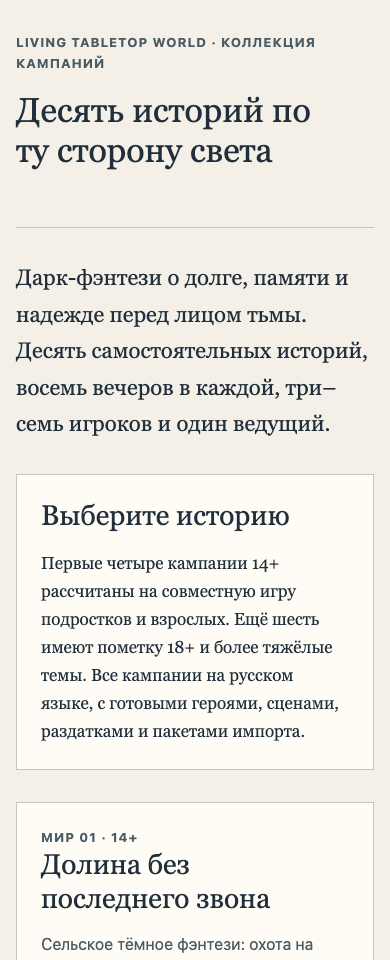 LIVING TABLETOP WORLD · КОЛЛЕКЦИЯ
КАМПАНИЙ
Десять историй по
ту сторону света
Дарк-фэнтези о долге, памяти и
надежде перед лицом тьмы.
Десять самостоятельных историй,
восемь вечеров в каждой, три–
семь игроков и один ведущий.
Выберите историю
Первые четыре кампании 14+
рассчитаны на совместную игру
подростков и взрослых. Ещё шесть
имеют пометку 18+ и более тяжёлые
темы. Все кампании на русском
языке, с готовыми героями, сценами,
раздатками и пакетами импорта.
МИР 01 · 14+
Долина без
последнего звона
Сельское тёмное фэнтези: охота на